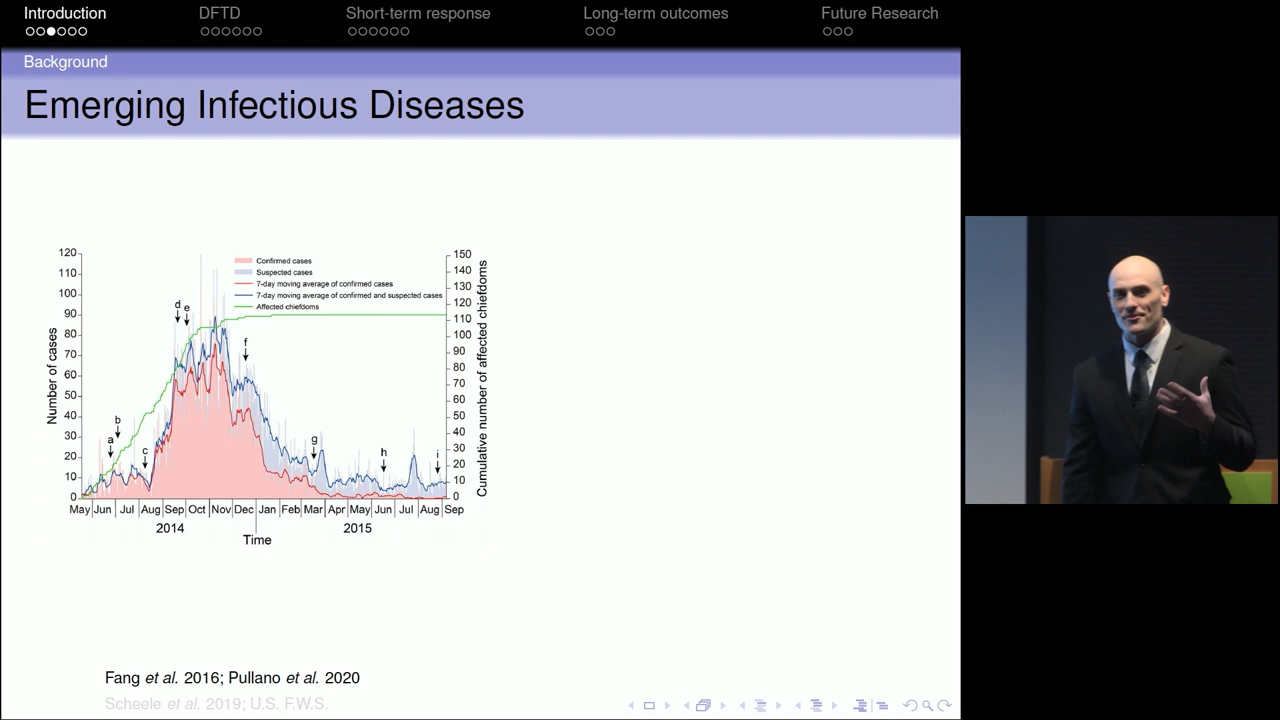 Introduction DFTD Short-term response Long-term outcomes Future Research
Background
Emerging Infectious Diseases
Confirmed cases
Suspected cases
7-day moving average of confirmed cases
7-day moving average of confirmed and suspected cases
Affected chiefdoms
Number of cases
120
110
100
90
80
70
60
50
40
30
20
10
0
a
b
c
d
e
f
g
h
i
150
140
130
120
110
100
90
80
70
60
50
40
30
20
10
0
Cumulative number of affected chiefdoms
May Jun Jul Aug Sep Oct Nov Dec Jan Feb Mar Apr May Jun Jul Aug Sep
2014 2015
Time
Fang et al. 2016; Pullano et al. 2020
Scheele et al. 2019; U.S. F.W.S.